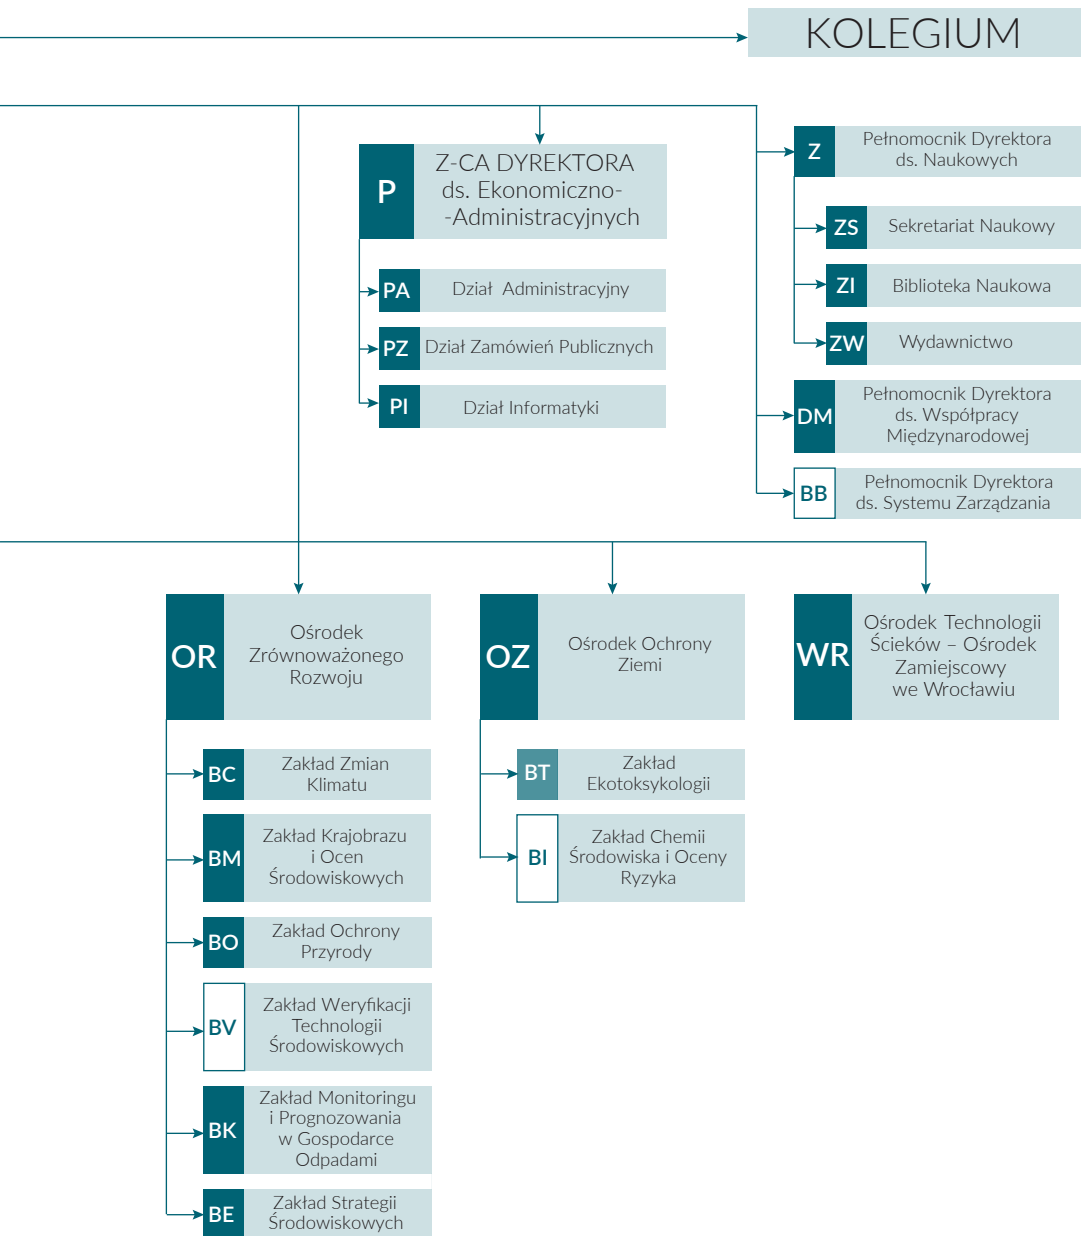 KOLEGIUM
P
Z-CA DYREKTORA
ds. Ekonomiczno-
-Administracyjnych
PA
Dział Administracyjny
PZ
Dział Zamówień Publicznych
PI
Dział Informatyki
Z
Pełnomocnik Dyrektora
ds. Naukowych
ZS
Sekretariat Naukowy
ZI
Biblioteka Naukowa
ZW
Wydawnictwo
DM
Pełnomocnik Dyrektora
ds. Współpracy
Międzynarodowej
BB
Pełnomocnik Dyrektora
ds. Systemu Zarządzania
OR
Ośrodek
Zrównoważonego
Rozwoju
BC
Zakład Zmian
Klimatu
BM
Zakład Krajobrazu
i Ocen
Środowiskowych
BO
Zakład Ochrony
Przyrody
BV
Zakład Weryfikacji
Technologii
Środowiskowych
BK
Zakład Monitoringu
i Prognozowania
w Gospodarce
Odpadami
BE
Zakład Strategii
Środowiskowych
OZ
Ośrodek Ochrony
Ziemi
BT
Zakład
Ekotoksykologii
BI
Zakład Chemii
Środowiska i Oceny
Ryzyka
WR
Ośrodek Technologii
Ścieków – Ośrodek
Zamiejscowy
we Wrocławiu